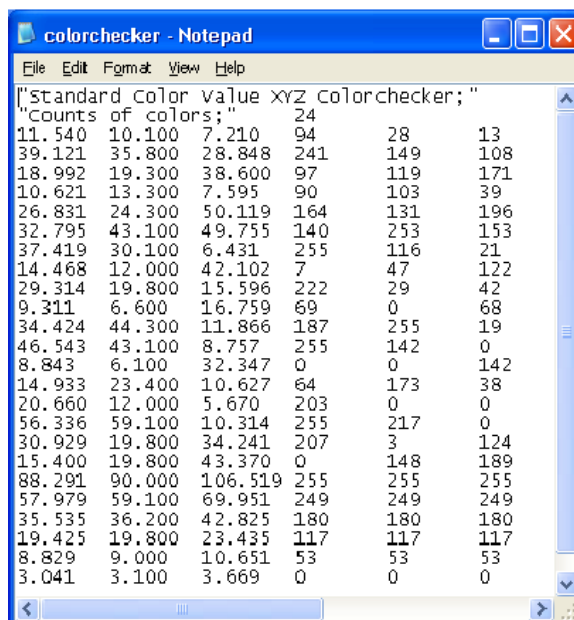 colorchecker - Notepad
File Edit Format View Help
"Standard Color Value XYZ Colorchecker;"
"Counts of colors;" 24
11.540 10.100 7.210 94 28 13
39.121 35.800 28.848 241 149 108
18.992 19.300 38.600 97 119 171
10.621 13.300 7.595 90 103 39
26.831 24.300 50.119 164 131 196
32.795 43.100 49.755 140 253 153
37.419 30.100 6.431 255 116 21
14.468 12.000 42.102 7 47 122
29.314 19.800 15.596 222 29 42
9.311 6.600 16.759 69 0 68
34.424 44.300 11.866 187 255 19
46.543 43.100 8.757 255 142 0
8.843 6.100 32.347 0 0 142
14.933 23.400 10.627 64 173 38
20.660 12.000 5.670 203 0 0
56.336 59.100 10.314 255 217 0
30.929 19.800 34.241 207 3 124
15.400 19.800 43.370 0 148 189
88.291 90.000 106.519 255 255 255
57.979 59.100 69.951 249 249 249
35.535 36.200 42.825 180 180 180
19.425 19.800 23.435 117 117 117
8.829 9.000 10.651 53 53 53
3.041 3.100 3.669 0 0 0